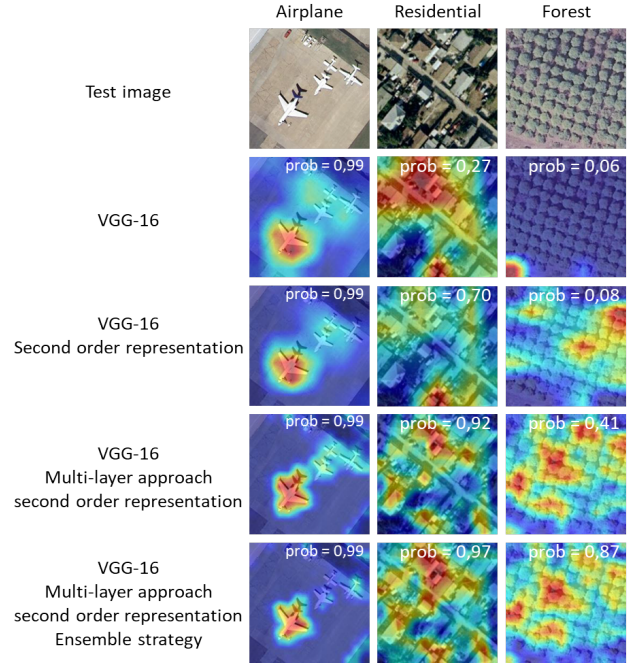 Airplane Residential Forest
Test image
prob = 0,99 prob = 0,27 prob = 0,06
VGG-16
prob = 0,99 prob = 0,70 prob = 0,08
VGG-16
Second order representation
prob = 0,99 prob = 0,92 prob = 0,41
VGG-16
Multi-layer approach
second order representation
prob = 0,99 prob = 0,97 prob = 0,87
VGG-16
Multi-layer approach
second order representation
Ensemble strategy